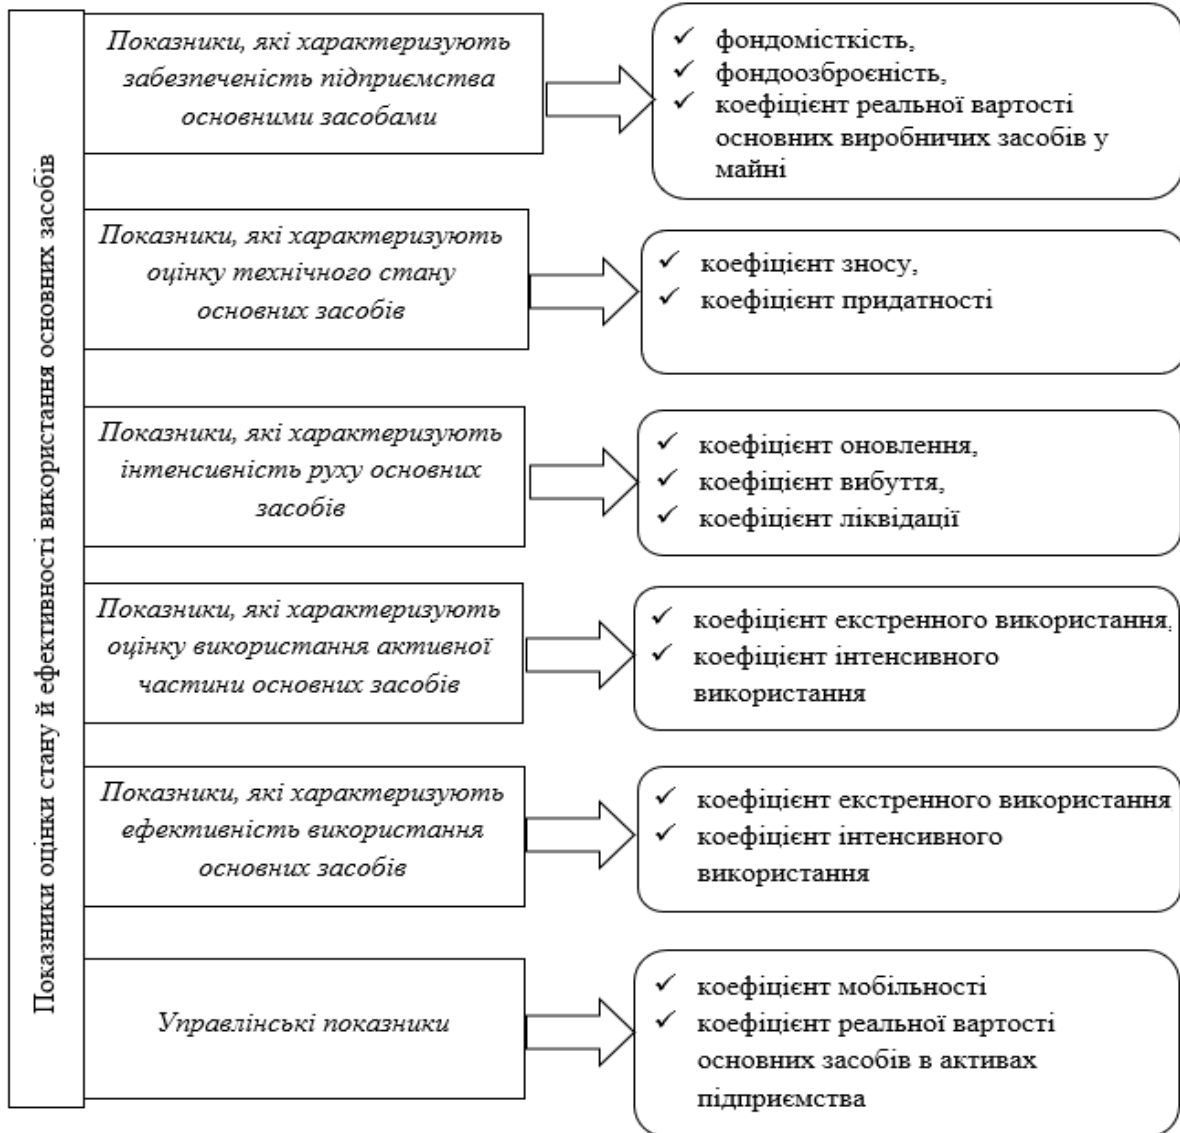 Показники оцінки стану й ефективності використання основних засобів
Показники, які характеризують
забезпеченість підприємства
основними засобами
✓ фондомісткість,
✓ фондоозброєність,
✓ коефіцієнт реальної вартості
основних виробничих засобів у
майні
Показники, які характеризують
оцінку технічного стану
основних засобів
✓ коефіцієнт зносу,
✓ коефіцієнт придатності
Показники, які характеризують
інтенсивність руху основних
засобів
✓ коефіцієнт оновлення,
✓ коефіцієнт вибуття,
✓ коефіцієнт ліквідації
Показники, які характеризують
оцінку використання активної
частини основних засобів
✓ коефіцієнт екстренного використання,
✓ коефіцієнт інтенсивного
використання
Показники, які характеризують
ефективність використання
основних засобів
✓ коефіцієнт екстренного використання
✓ коефіцієнт інтенсивного
використання
Управлінські показники
✓ коефіцієнт мобільності
✓ коефіцієнт реальної вартості
основних засобів в активах
підприємства